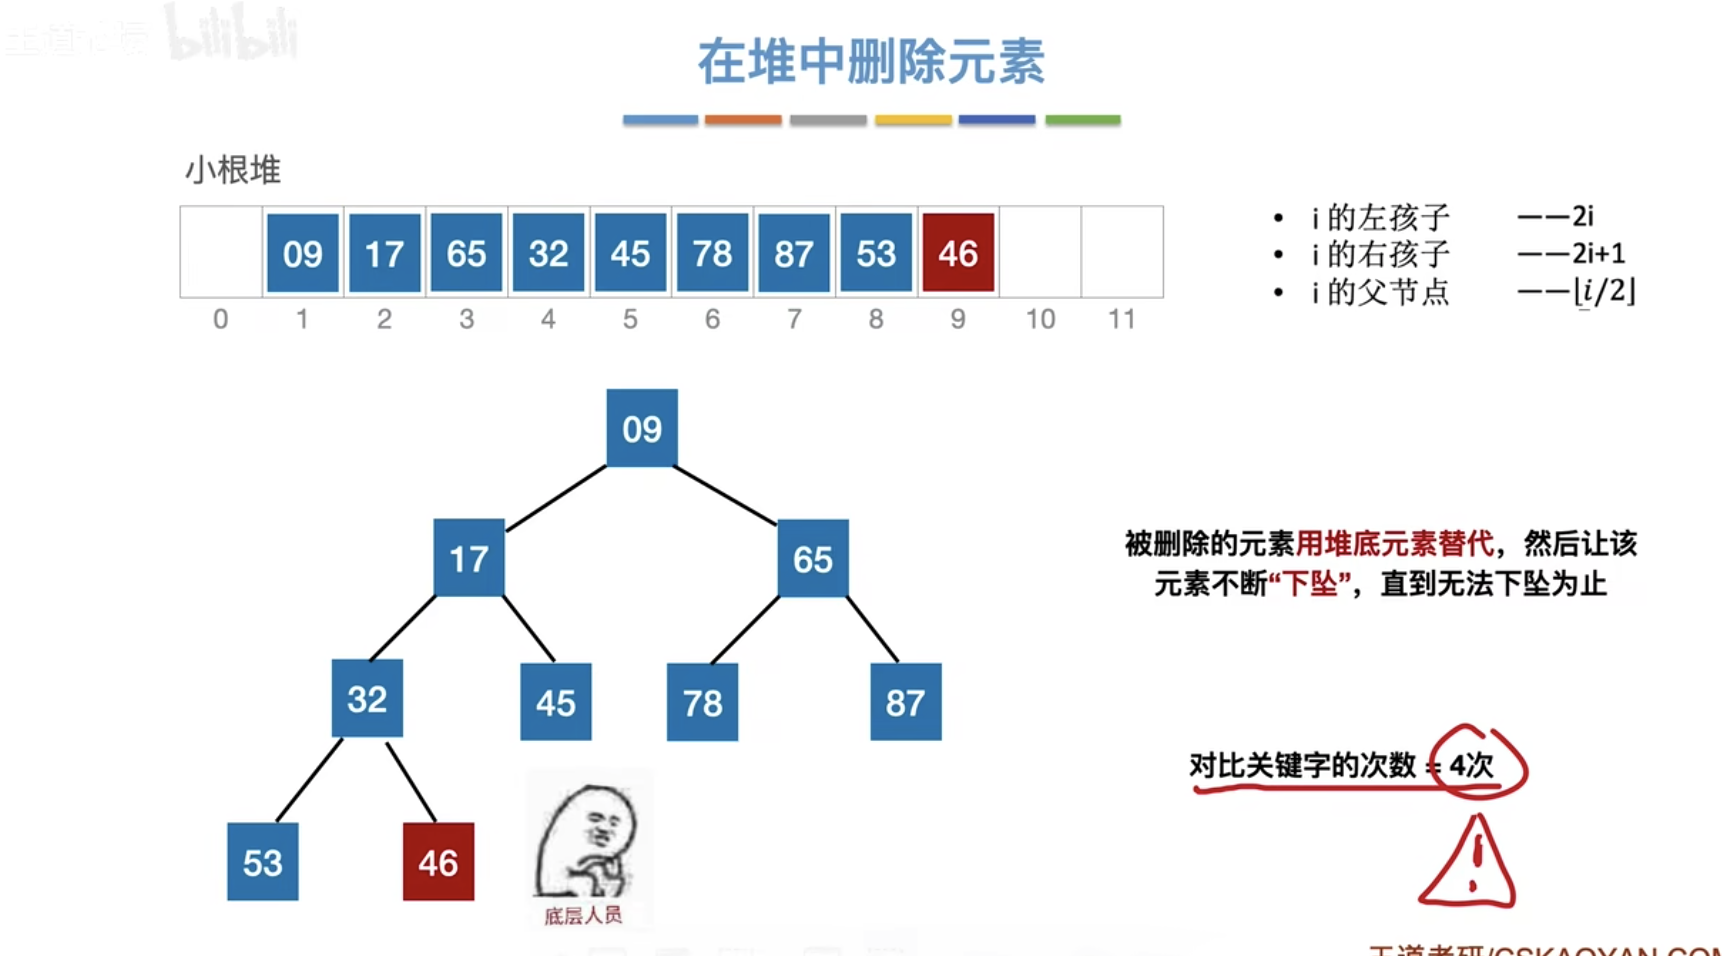 bilibili
在堆中删除元素
小根堆
09 17 65 32 45 78 87 53 46
0 1 2 3 4 5 6 7 8 9 10 11
• i 的左孩子 ——2i
• i 的右孩子 ——2i+1
• i 的父节点 ——⌊i/2⌋
09
17 65
32 45 78 87
53 46
被删除的元素用堆底元素替代，然后让该
元素不断“下坠”，直到无法下坠为止
对比关键字的次数 = 4次
!
底层人员
王道考研/CSKAOYAN.COM